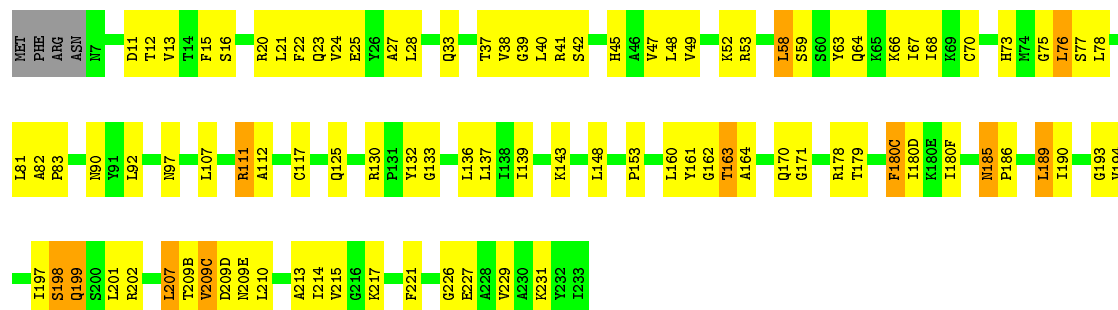 MET PHE ARG ASN N7 D11 T12 V13 T14 F15 S16 R20 L21 F22 Q23 V24 E25 Y26 A27 L28 Q33 T37 V38 G39 L40 R41 S42 H45 A46 V47 L48 V49 K52 R53 L58 S59 S60 Y63 Q64 K65 K66 I67 I68 K69 C70 H73 M74 G75 L76 S77 L78
L81 A82 P83 N90 Y91 L92 N97 L107 R111 A112 C117 Q125 R130 P131 Y132 G133 L136 L137 I138 I139 K143 L148 P153 L160 Y161 G162 T163 A164 Q170 G171 R178 T179 F180C I180D K180E I180F N185 P186 L189 I190 G193 V194
I197 S198 Q199 S200 L201 R202 L207 T209B V209C D209D N209E L210 A213 I214 V215 G216 K217 F221 G226 E227 A228 V229 A230 K231 Y232 I233